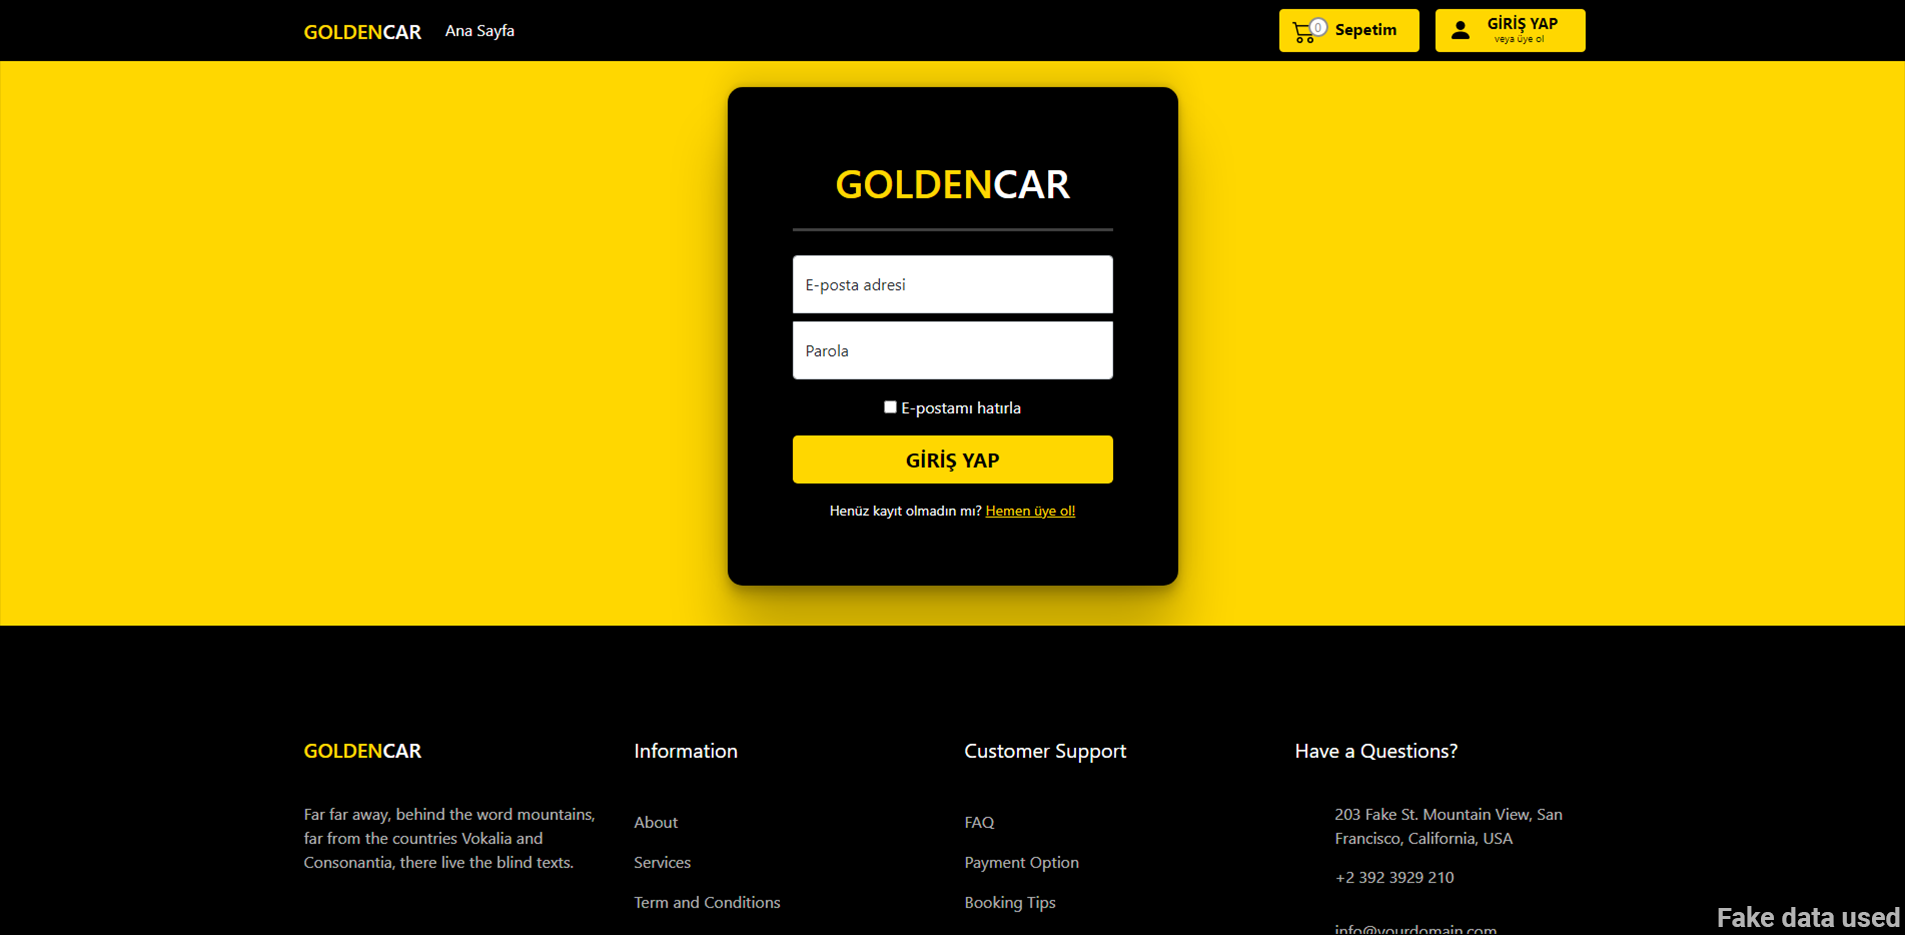 GOLDENCAR Ana Sayfa
0 Sepetim
GİRİŞ YAP
veya üye ol
GOLDENCAR
E-posta adresi
Parola
E-postamı hatırla
GİRİŞ YAP
Henüz kayıt olmadın mı? Hemen üye ol!
GOLDENCAR
Far far away, behind the word mountains,
far from the countries Vokalia and
Consonantia, there live the blind texts.
Information
About
Services
Term and Conditions
Customer Support
FAQ
Payment Option
Booking Tips
Have a Questions?
203 Fake St. Mountain View, San
Francisco, California, USA
+2 392 3929 210
info@yourdomain.com
Fake data used